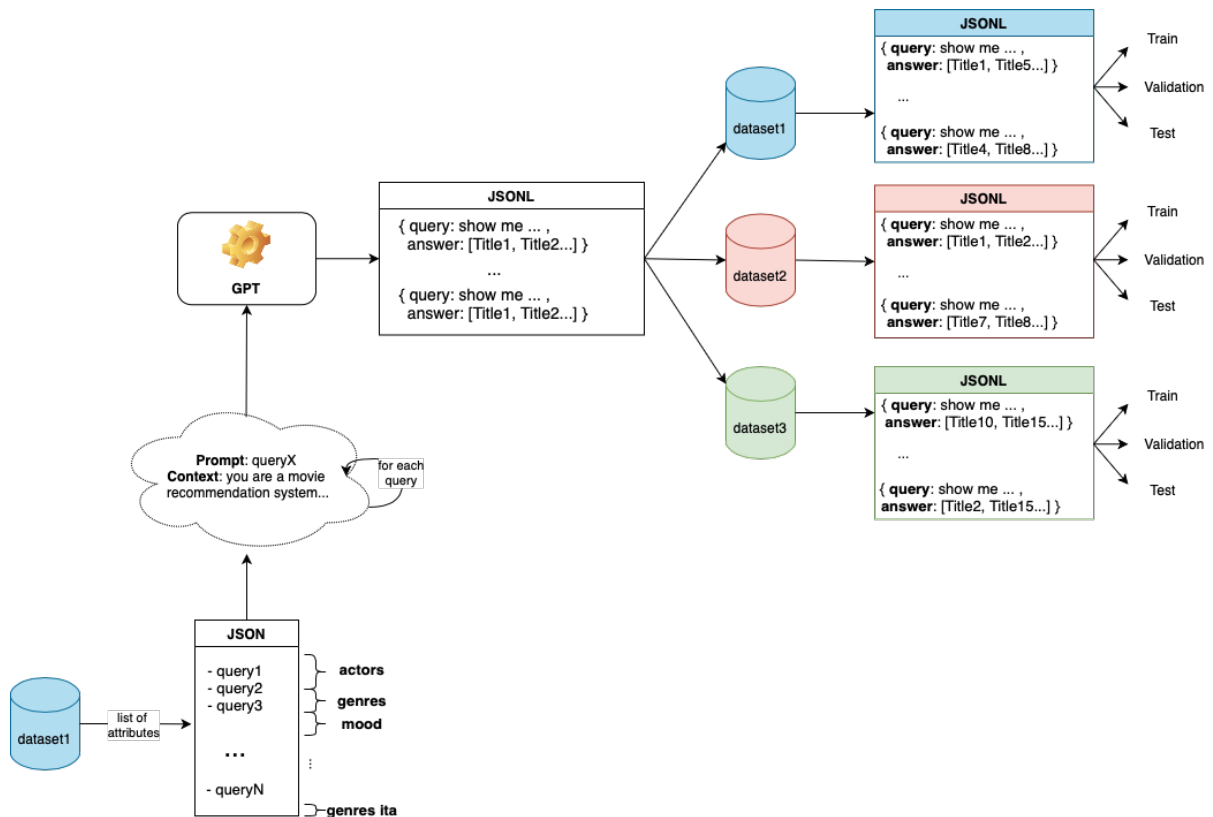 JSONL
{ query: show me ... ,
answer: [Title1, Title5...] }
...
{ query: show me ... ,
answer: [Title4, Title8...] }
Train
Validation
Test
dataset1
JSONL
{ query: show me ... ,
answer: [Title1, Title2...] }
...
{ query: show me ... ,
answer: [Title1, Title2...] }
GPT
JSONL
{ query: show me ... ,
answer: [Title1, Title2...] }
...
{ query: show me ... ,
answer: [Title7, Title8...] }
Train
Validation
Test
dataset2
JSONL
{ query: show me ... ,
answer: [Title10, Title15...] }
...
{ query: show me ... ,
answer: [Title2, Title15...] }
Train
Validation
Test
dataset3
Prompt: queryX
Context: you are a movie
recommendation system...
for each
query
JSON
- query1
- query2
- query3
...
- queryN
actors
genres
mood
...
genres ita
dataset1
list of
attributes